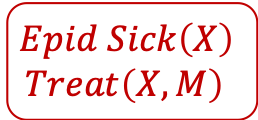 Epid Sick(X)
Treat(X, M)